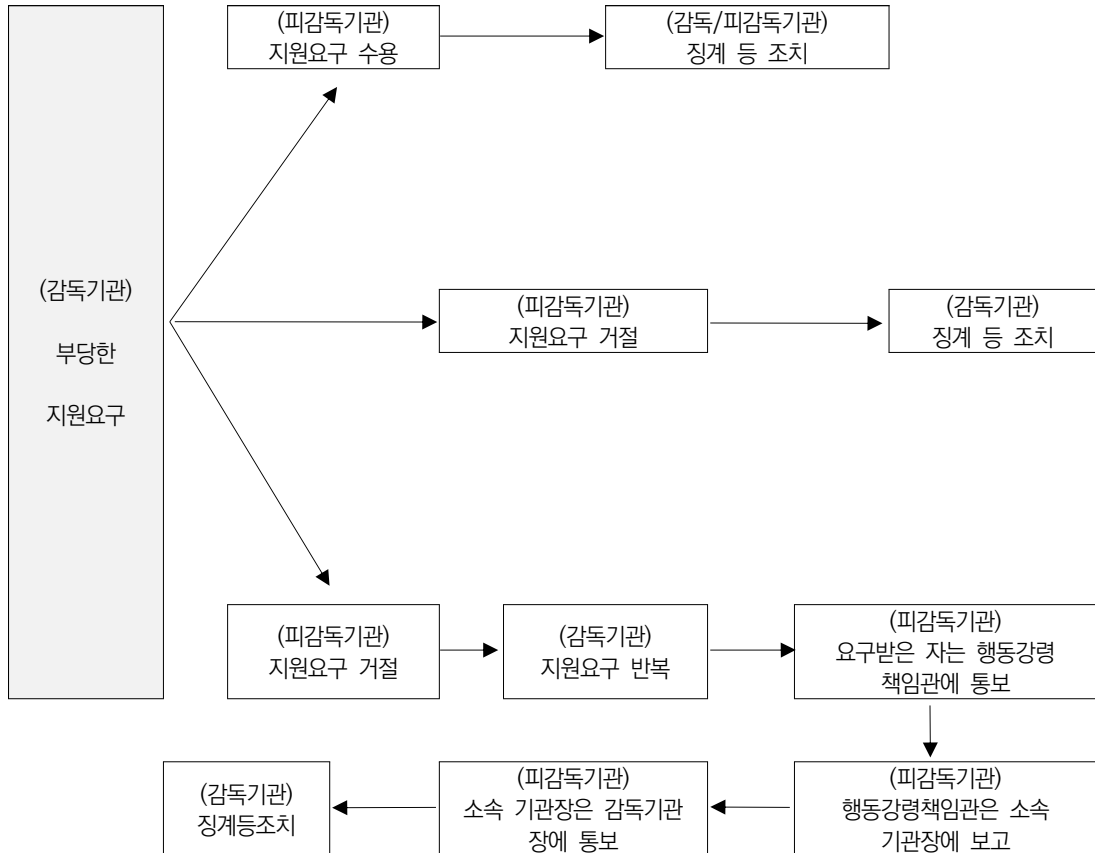 (피감독기관)
지원요구 수용
(감독/피감독기관)
징계 등 조치
(감독기관)
부당한
지원요구
(피감독기관)
지원요구 거절
(감독기관)
징계 등 조치
(피감독기관)
지원요구 거절
(감독기관)
지원요구 반복
(피감독기관)
요구받은 자는 행동강령
책임관에 통보
(피감독기관)
행동강령책임관은 소속
기관장에 보고
(피감독기관)
소속 기관장은 감독기관
장에 통보
(감독기관)
징계등조치